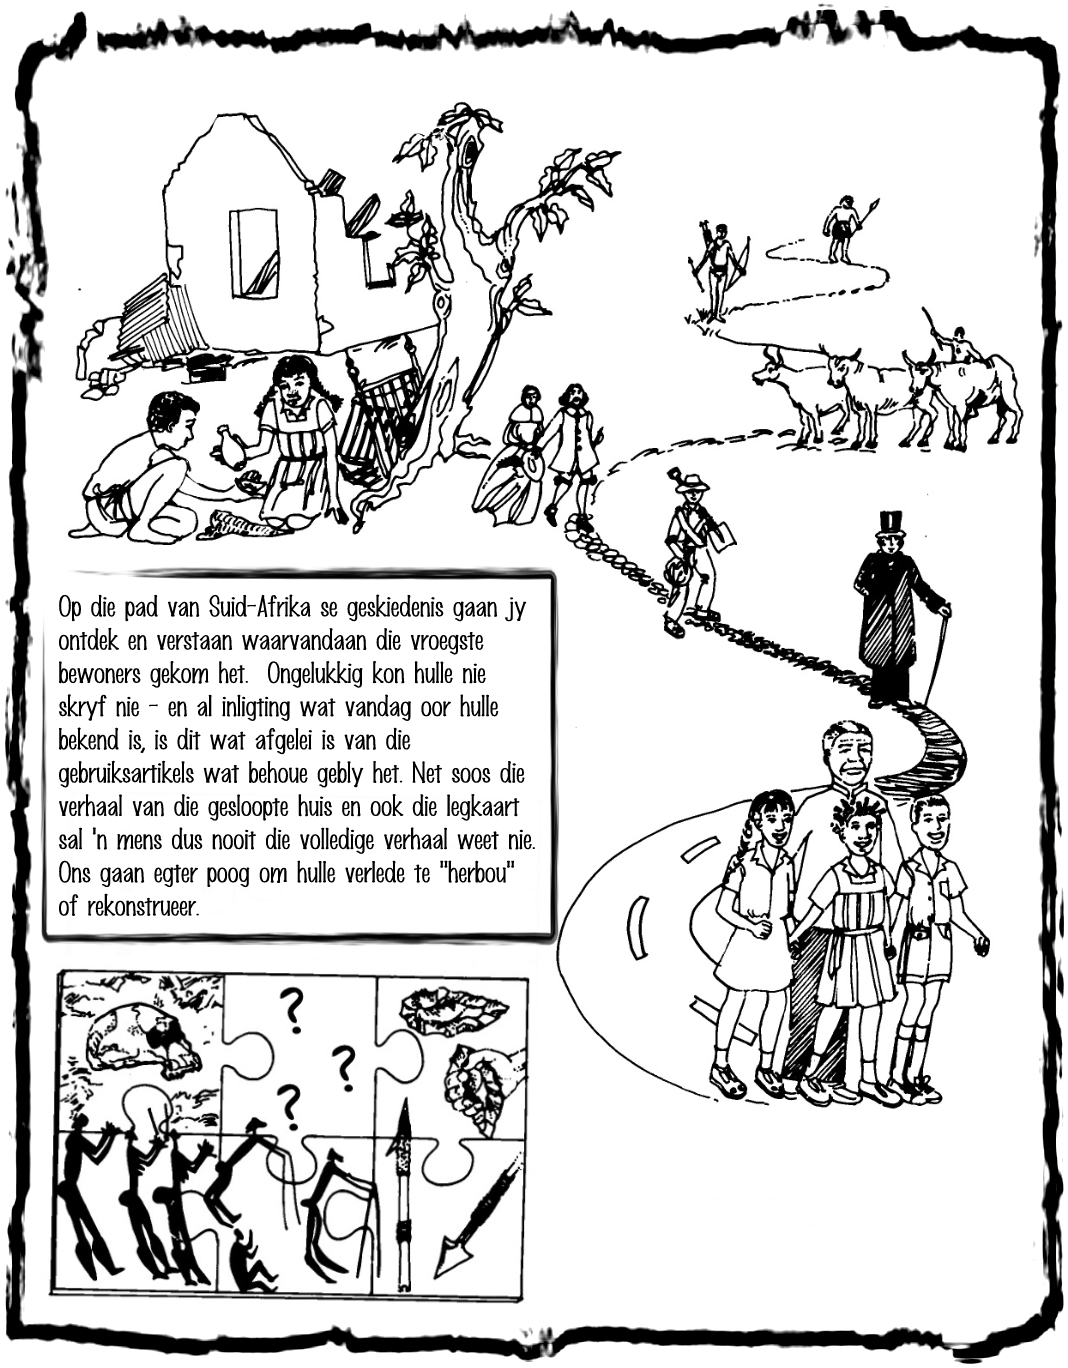 Op die pad van Suid-Afrika se geskiedenis gaan jy
ontdek en verstaan waarvandaan die vroegste
bewoners gekom het.  Ongelukkig kon hulle nie
skryf nie - en al inligting wat vandag oor hulle
bekend is, is dit wat afgelei is van die
gebruiksartikels wat behoue gebly het. Net soos die
verhaal van die gesloopte huis en ook die legkaart
sal 'n mens dus nooit die volledige verhaal weet nie.
Ons gaan egter poog om hulle verlede te "herbou"
of rekonstrueer.
?
?
?